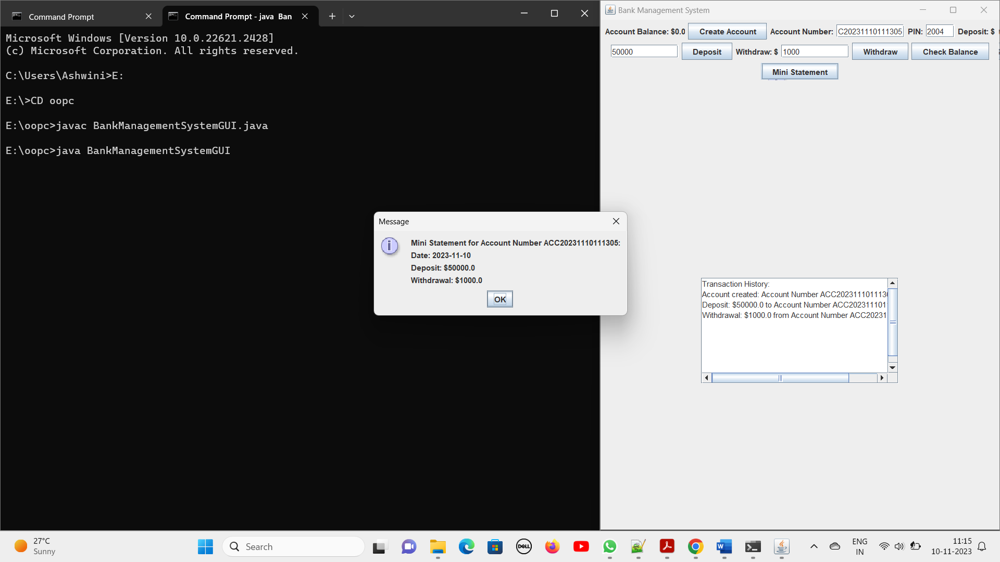 Command Prompt
Command Prompt - java  Ban
Microsoft Windows [Version 10.0.22621.2428]
(c) Microsoft Corporation. All rights reserved.
C:\Users\Ashwini>E:
E:\>CD oopc
E:\oopc>javac BankManagementSystemGUI.java
E:\oopc>java BankManagementSystemGUI
Bank Management System
Account Balance: $0.0 Create Account Account Number: C20231110111305 PIN: 2004 Deposit: $
50000 Deposit Withdraw: $ 1000 Withdraw Check Balance
Mini Statement
Message
Mini Statement for Account Number ACC20231110111305:
Date: 2023-11-10
Deposit: $50000.0
Withdrawal: $1000.0
OK
Transaction History:
Account created: Account Number ACC2023111011130
Deposit: $50000.0 to Account Number ACC202311101
Withdrawal: $1000.0 from Account Number ACC20231
27°C
Sunny
Search
DELL
ENG
IN
11:15
10-11-2023